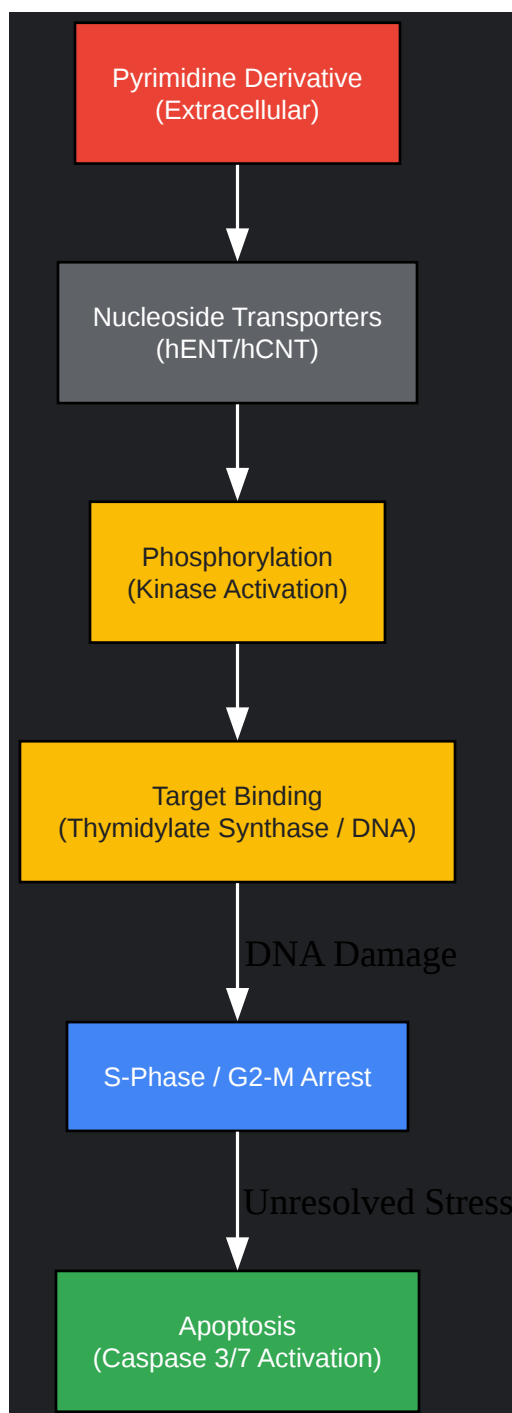 Pyrimidine Derivative
(Extracellular)
Nucleoside Transporters
(hENT/hCNT)
Phosphorylation
(Kinase Activation)
Target Binding
(Thymidylate Synthase / DNA)
DNA Damage
S-Phase / G2-M Arrest
Unresolved Stress
Apoptosis
(Caspase 3/7 Activation)